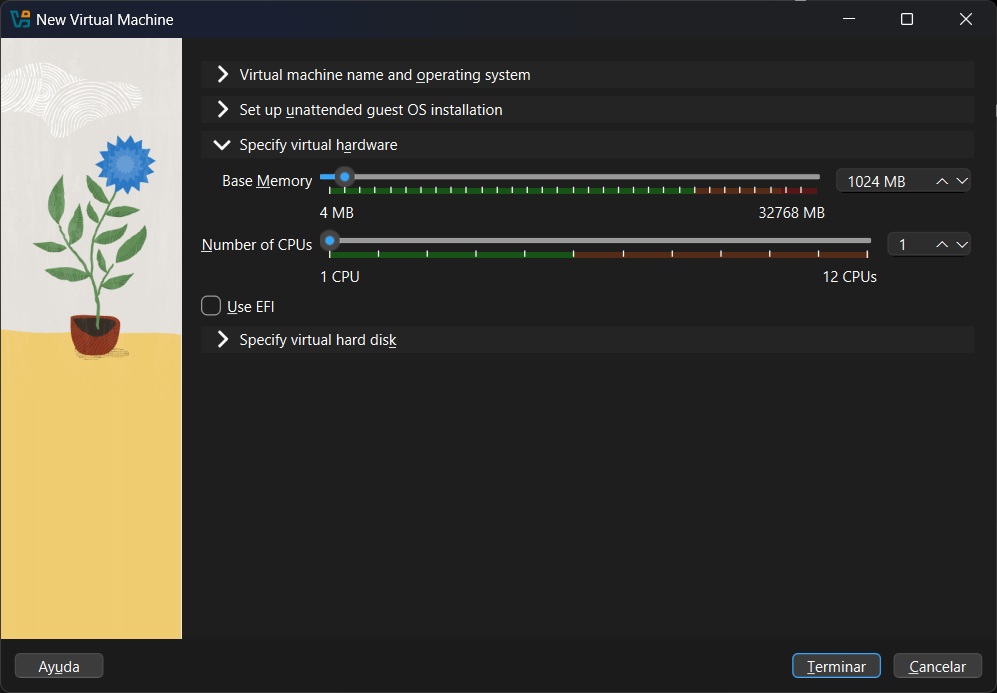 New Virtual Machine
Virtual machine name and operating system
Set up unattended guest OS installation
Specify virtual hardware
Base Memory
1024 MB
4 MB
32768 MB
Number of CPUs
1
1 CPU
12 CPUs
Use EFI
Specify virtual hard disk
Ayuda
Terminar
Cancelar